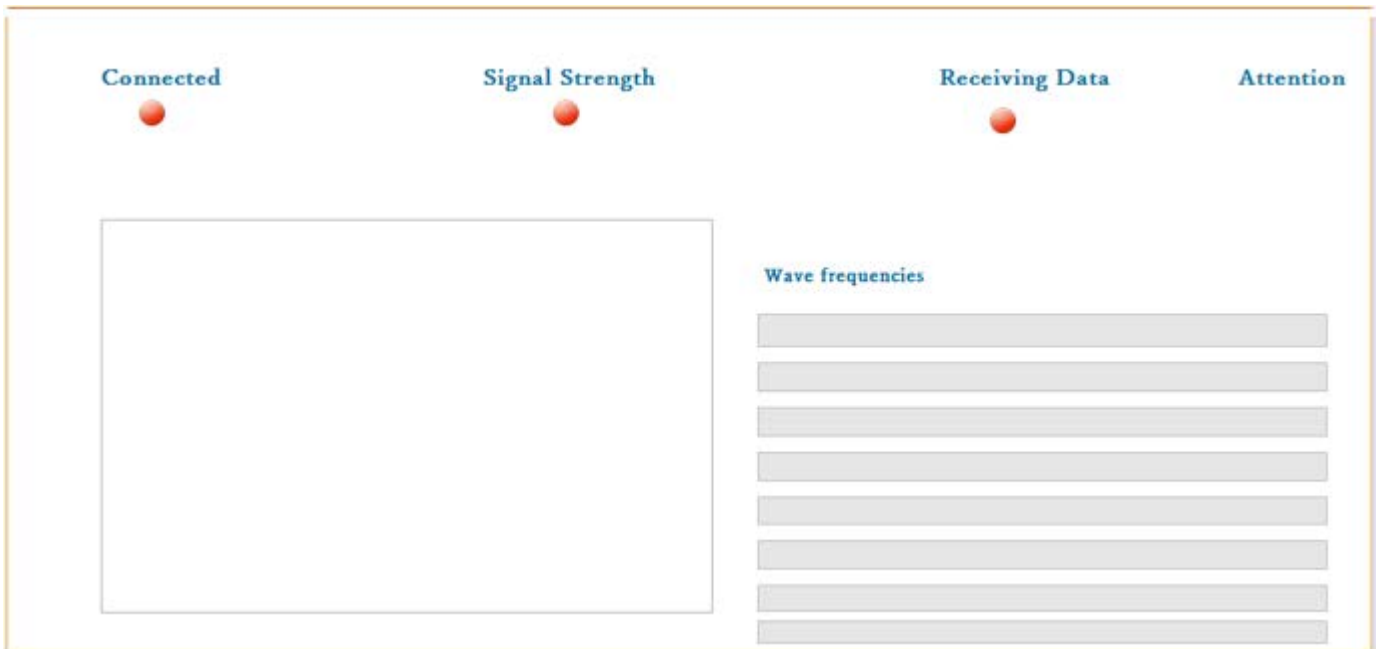 Connected Signal Strength Receiving Data Attention
Wave frequencies